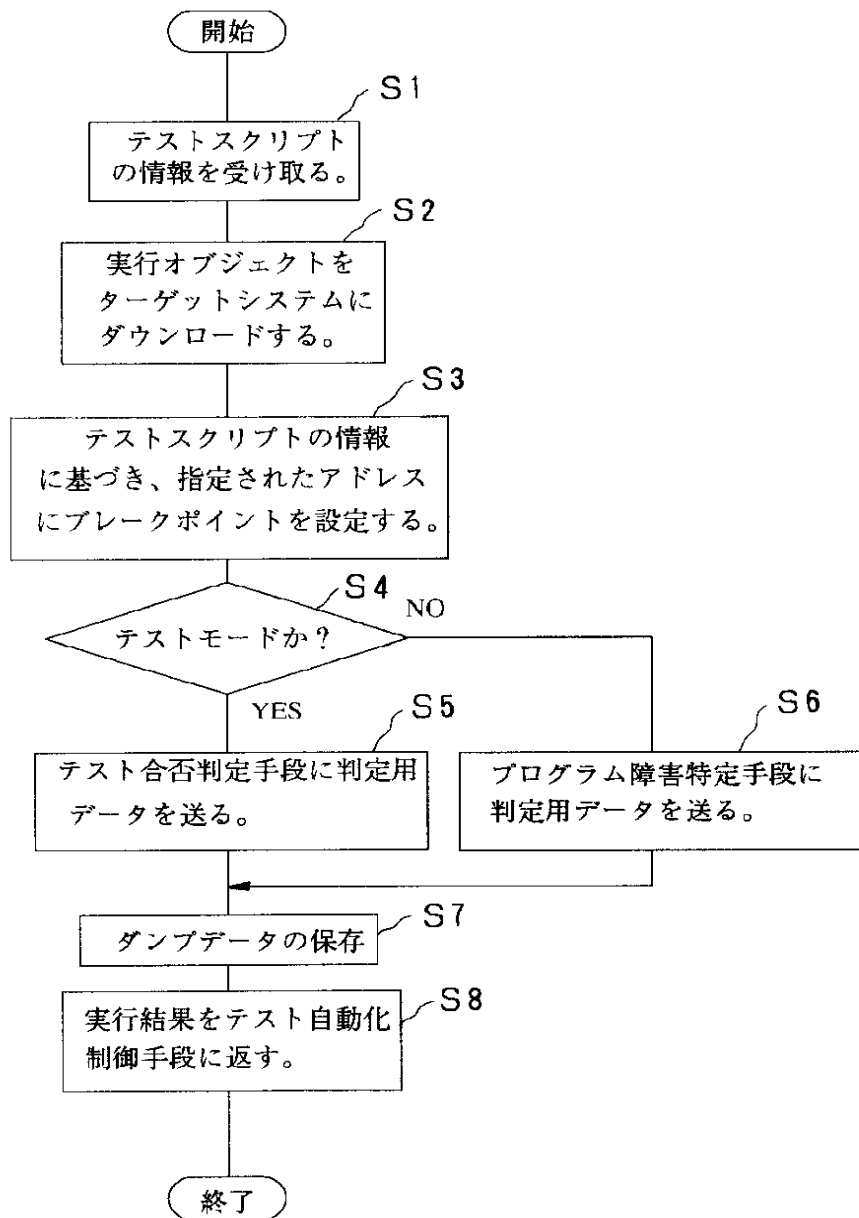 開始
S1
テストスクリプト
の情報を受け取る。
S2
実行オブジェクトを
ターゲットシステムに
ダウンロードする。
S3
テストスクリプトの情報
に基づき、指定されたアドレス
にブレークポイントを設定する。
S4
テストモードか？
NO
YES
S5
テスト合否判定手段に判定用
データを送る。
S6
プログラム障害特定手段に
判定用データを送る。
S7
ダンプデータの保存
S8
実行結果をテスト自動化
制御手段に返す。
終了